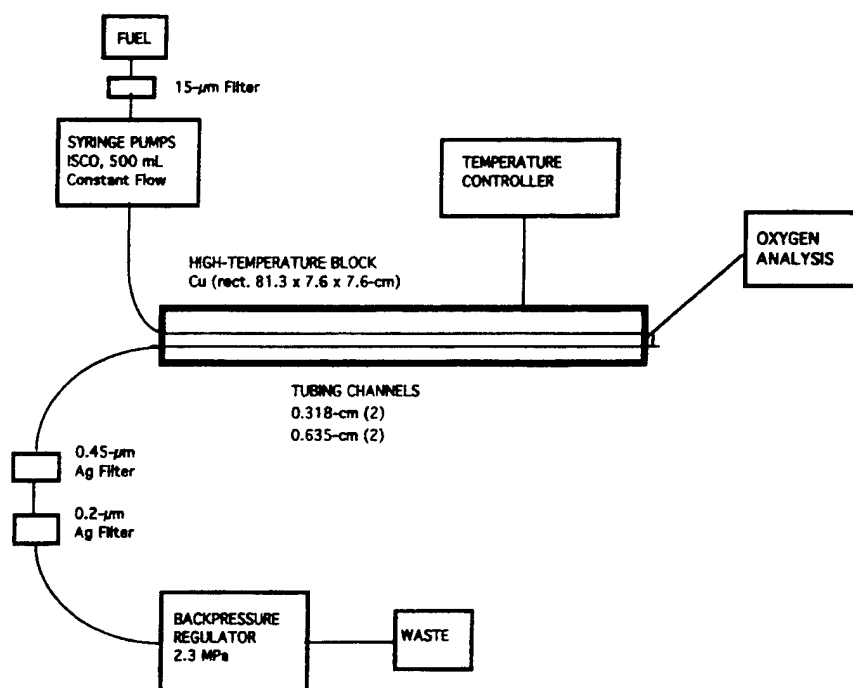 FUEL
15-μm Filter
SYRINGE PUMPS
ISCO, 500 mL
Constant Flow
TEMPERATURE
CONTROLLER
OXYGEN
ANALYSIS
HIGH-TEMPERATURE BLOCK
Cu (rect. 81.3 x 7.6 x 7.6-cm)
TUBING CHANNELS
0.318-cm (2)
0.635-cm (2)
0.45-μm
Ag Filter
0.2-μm
Ag Filter
BACKPRESSURE
REGULATOR
2.3 MPa
WASTE